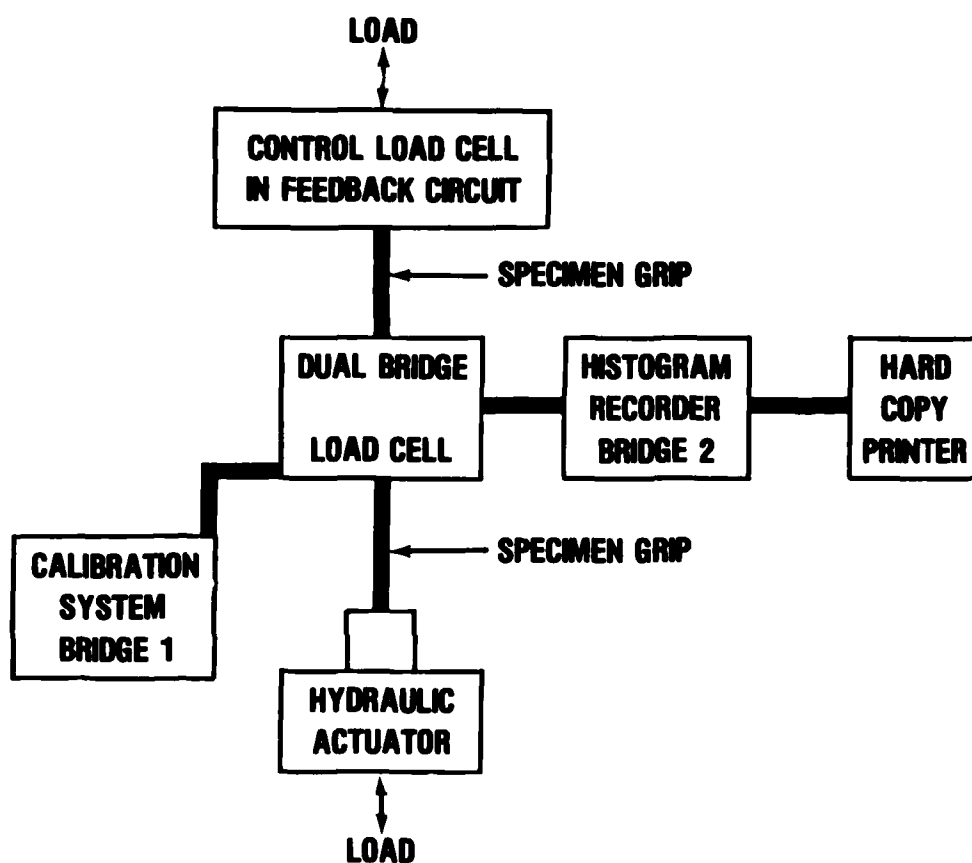 LOAD
CONTROL LOAD CELL
IN FEEDBACK CIRCUIT
SPECIMEN GRIP
DUAL BRIDGE
LOAD CELL
HISTOGRAM
RECORDER
BRIDGE 2
HARD
COPY
PRINTER
SPECIMEN GRIP
CALIBRATION
SYSTEM
BRIDGE 1
HYDRAULIC
ACTUATOR
LOAD